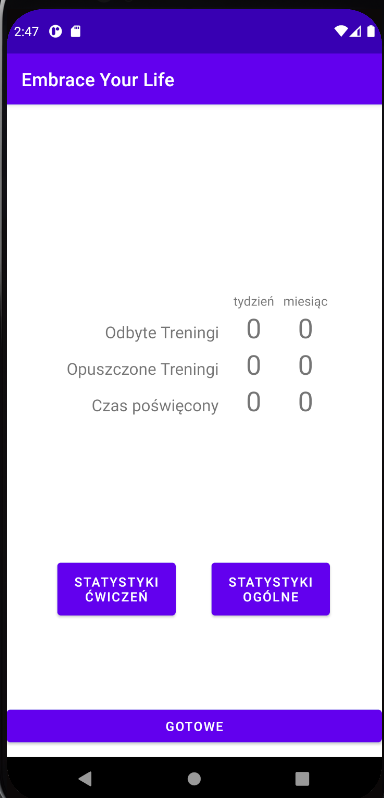 2:47
Embrace Your Life
tydzień miesiąc
Odbyte Treningi 0 0
Opuszczone Treningi 0 0
Czas poświęcony 0 0
STATYSTYKI
ĆWICZEŃ
STATYSTYKI
OGÓLNE
GOTOWE